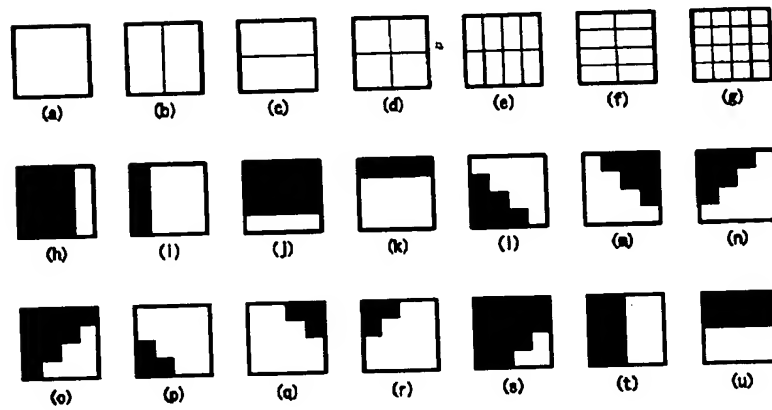 (a) (b) (c) (d) (e) (f) (g)
(h) (i) (j) (k) (l) (m) (n)
(o) (p) (q) (r) (s) (t) (u)